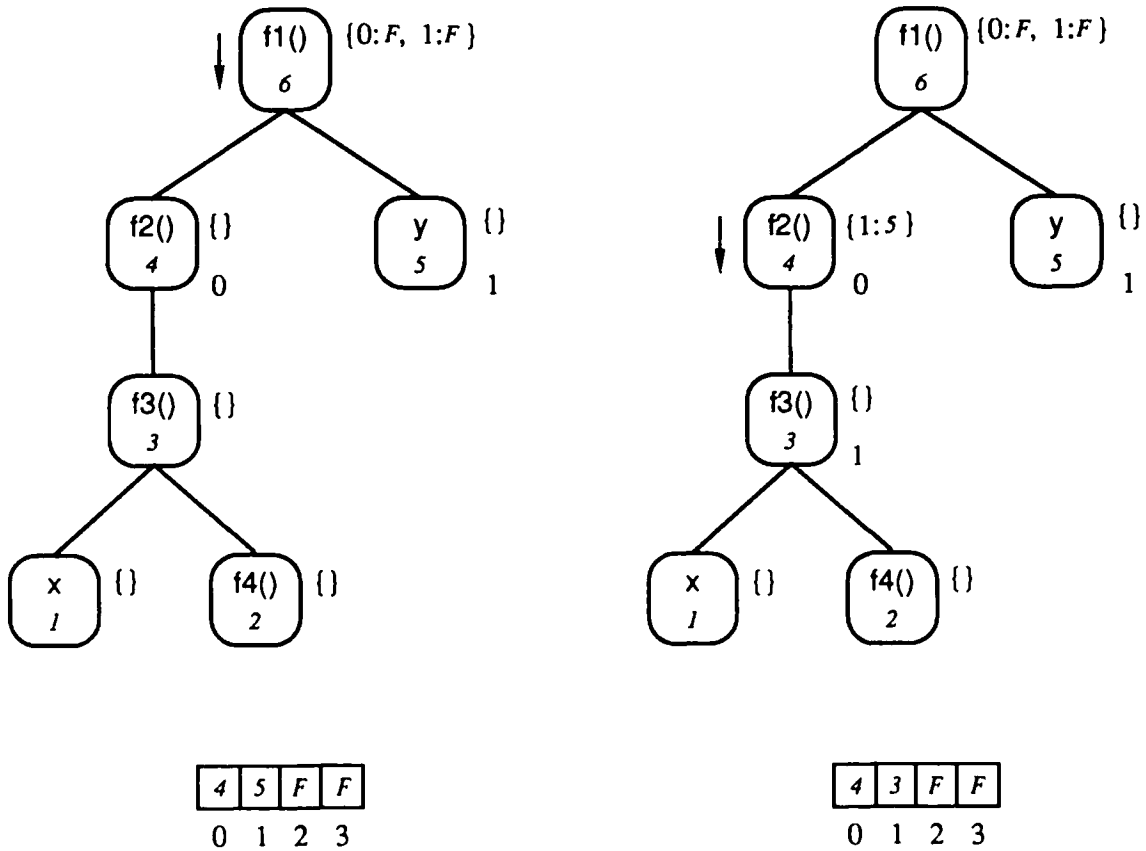 f1() {0:F, 1:F}
6
f2() {}
4
0
y {}
5
1
f3() {}
3
x {}
1
f4() {}
2
4 5 F F
0 1 2 3
f1() {0:F, 1:F}
6
f2() {1:5}
4
0
y {}
5
1
f3() {}
3
1
x {}
1
f4() {}
2
4 3 F F
0 1 2 3